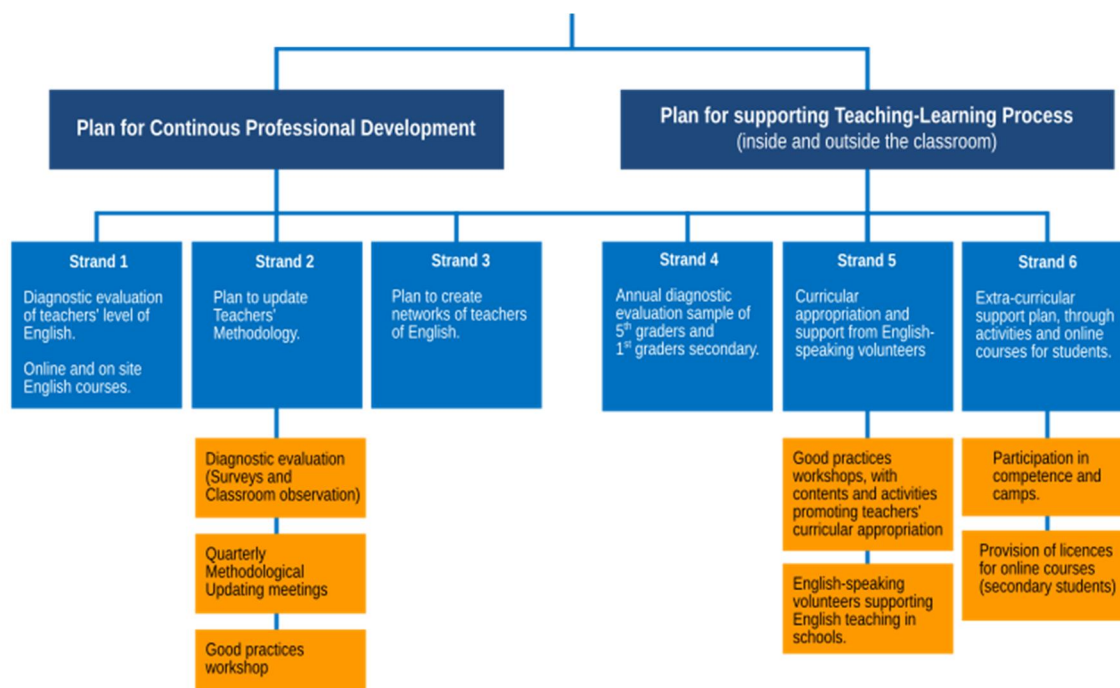 Plan for Continous Professional Development
Plan for supporting Teaching-Learning Process
(inside and outside the classroom)
Strand 1
Diagnostic evaluation
of teachers' level of
English.
Online and on site
English courses.
Strand 2
Plan to update
Teachers'
Methodology.
Strand 3
Plan to create
networks of teachers
of English.
Strand 4
Annual diagnostic
evaluation sample of
5th graders and
1st graders secondary.
Strand 5
Curricular
appropriation and
support from English-
speaking volunteers
Strand 6
Extra-curricular
support plan, through
activities and online
courses for students.
Diagnostic evaluation
(Surveys and
Classroom observation)
Quarterly
Methodological
Updating meetings
Good practices
workshop
Good practices
workshops, with
contents and activities
promoting teachers'
curricular appropriation
English-speaking
volunteers supporting
English teaching in
schools.
Participation in
competence and
camps.
Provision of licences
for online courses
(secondary students)